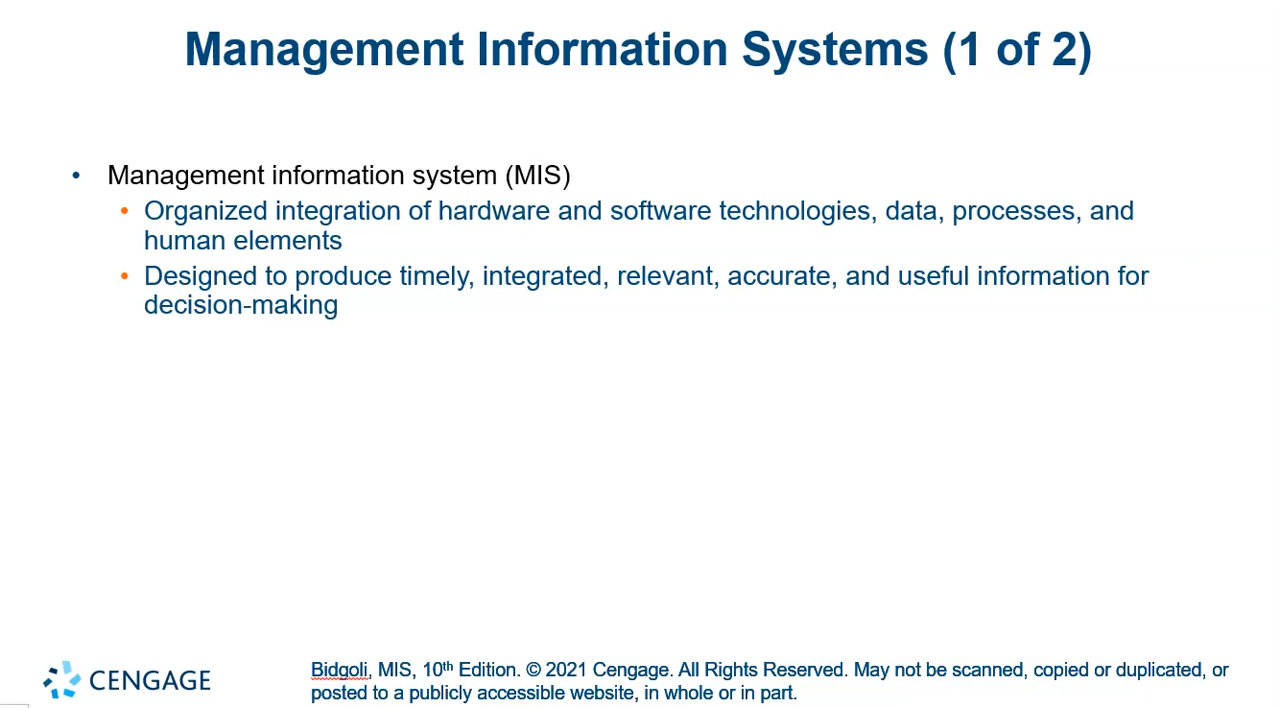 Management Information Systems (1 of 2)
• Management information system (MIS)
• Organized integration of hardware and software technologies, data, processes, and
human elements
• Designed to produce timely, integrated, relevant, accurate, and useful information for
decision-making
CENGAGE
Bidgoli, MIS, 10th Edition. © 2021 Cengage. All Rights Reserved. May not be scanned, copied or duplicated, or
posted to a publicly accessible website, in whole or in part.